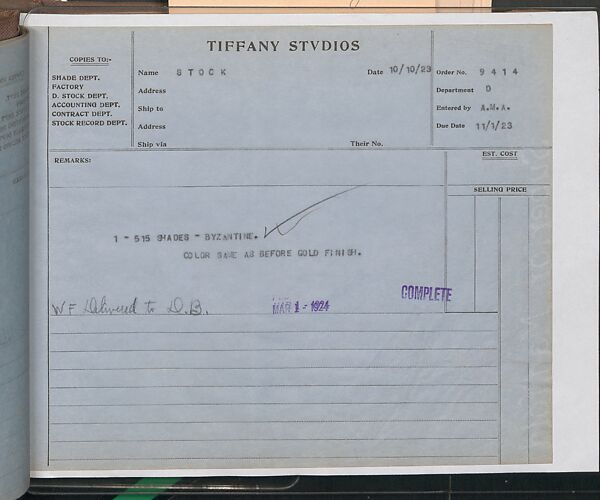 TIFFANY STVDIOS
COPIES TO:-
SHADE DEPT.
FACTORY
D. STOCK DEPT.
ACCOUNTING DEPT.
CONTRACT DEPT.
STOCK RECORD DEPT.
Name STOCK Date 10/10/23
Address
Ship to
Address
Ship via Their No.
Order No. 9414
Department D
Entered by A.M.A.
Due Date 11/1/23
REMARKS:
EST. COST
SELLING PRICE
1 - 515 SHADES - BYZANTINE.
COLOR SAME AS BEFORE GOLD FINISH.
WF Delivered to D.B. MAR 1 - 1924 COMPLETE